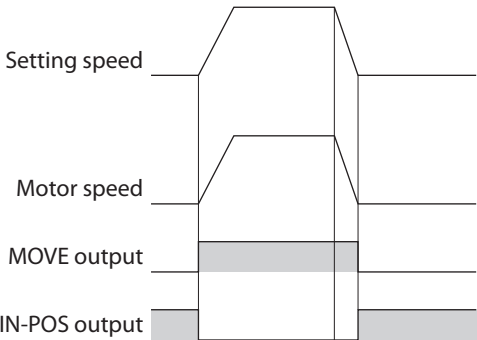 Setting speed
Motor speed
MOVE output
IN-POS output